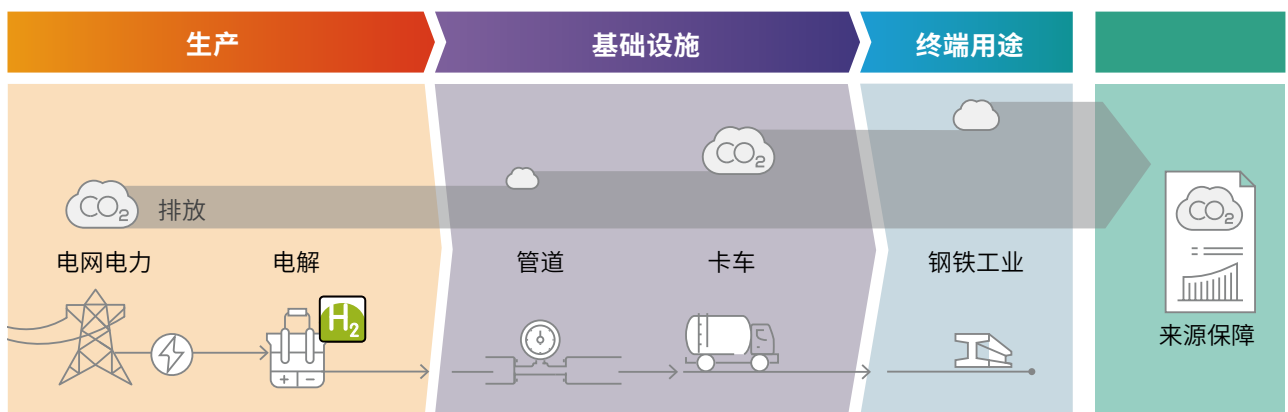 生产
基础设施
终端用途
CO2
CO2
CO2
排放
电网电力
电解
管道
卡车
钢铁工业
H2
+ −
来源保障